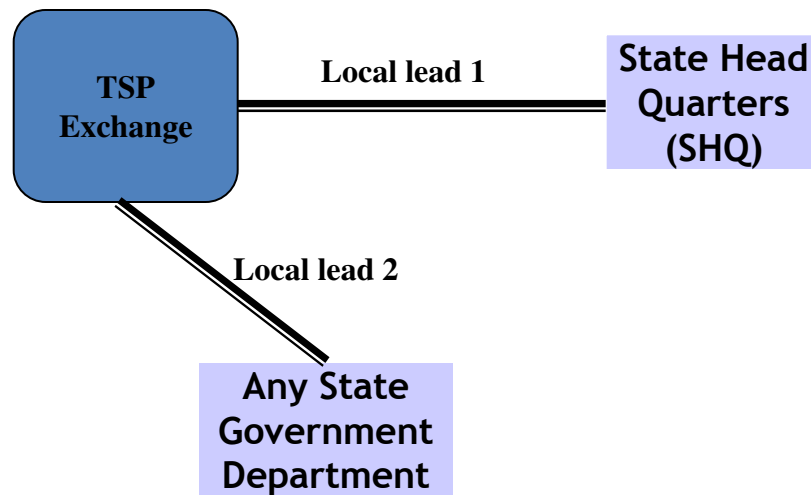 TSP
Exchange
Local lead 1
State Head
Quarters
(SHQ)
Local lead 2
Any State
Government
Department